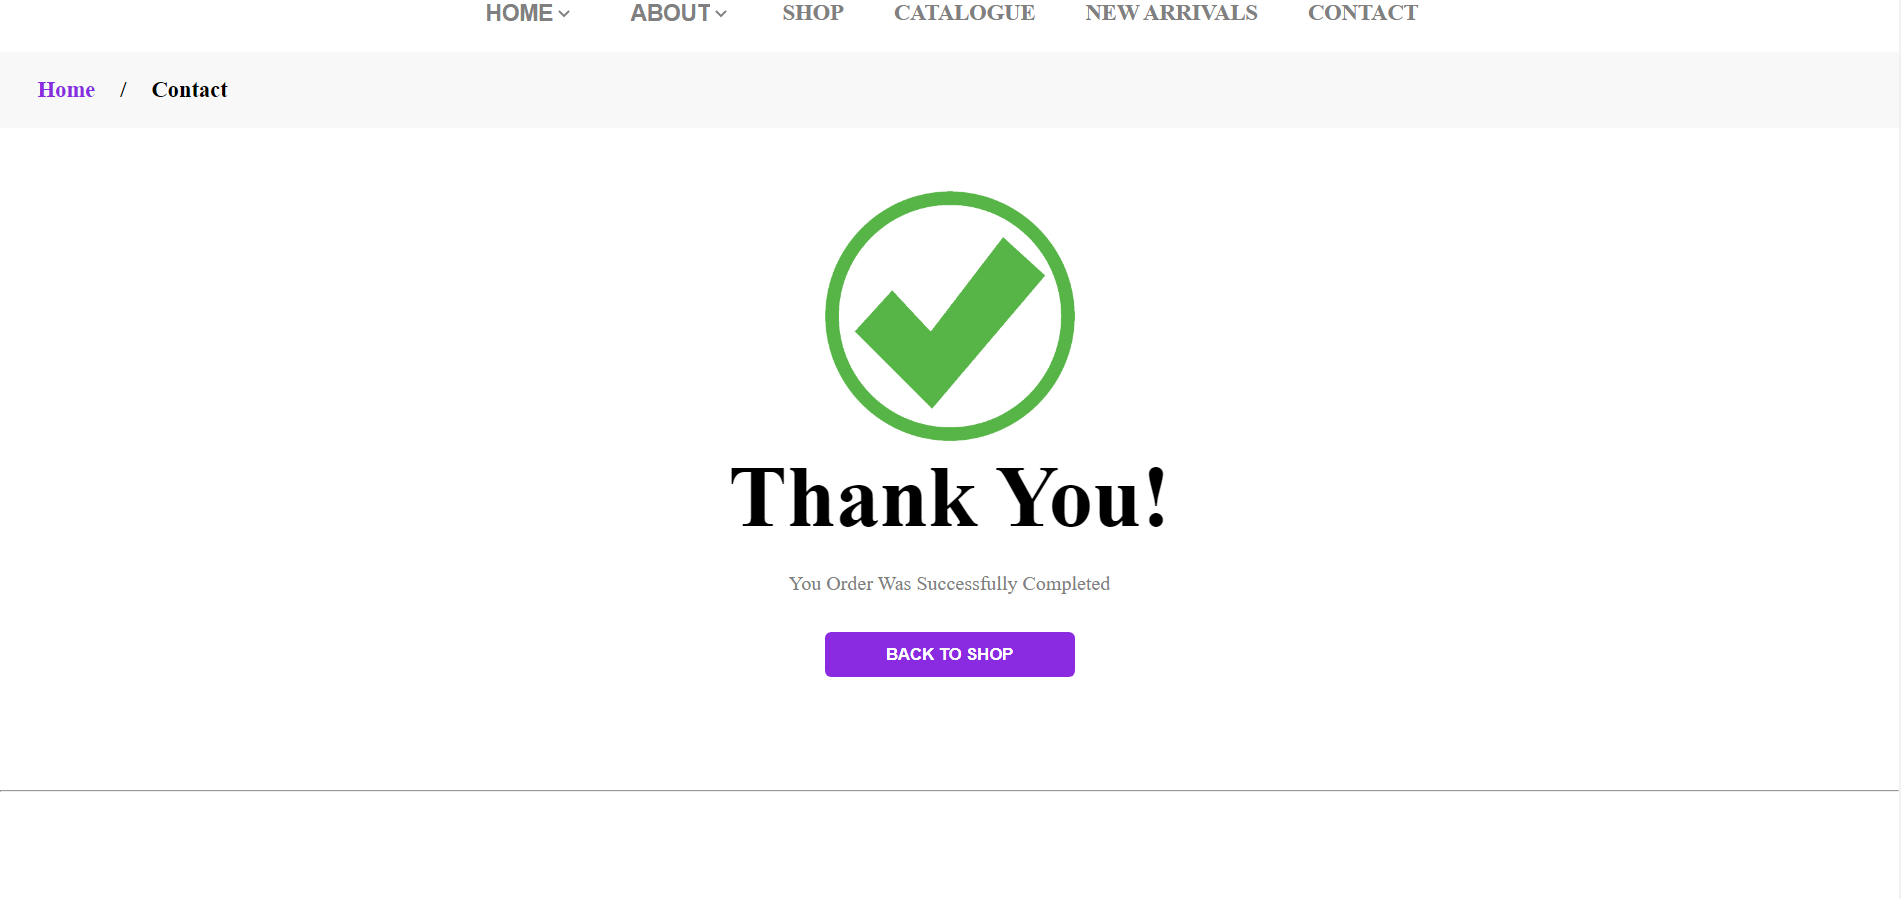 HOME ABOUT SHOP CATALOGUE NEW ARRIVALS CONTACT
Home / Contact
Thank You!
You Order Was Successfully Completed
BACK TO SHOP